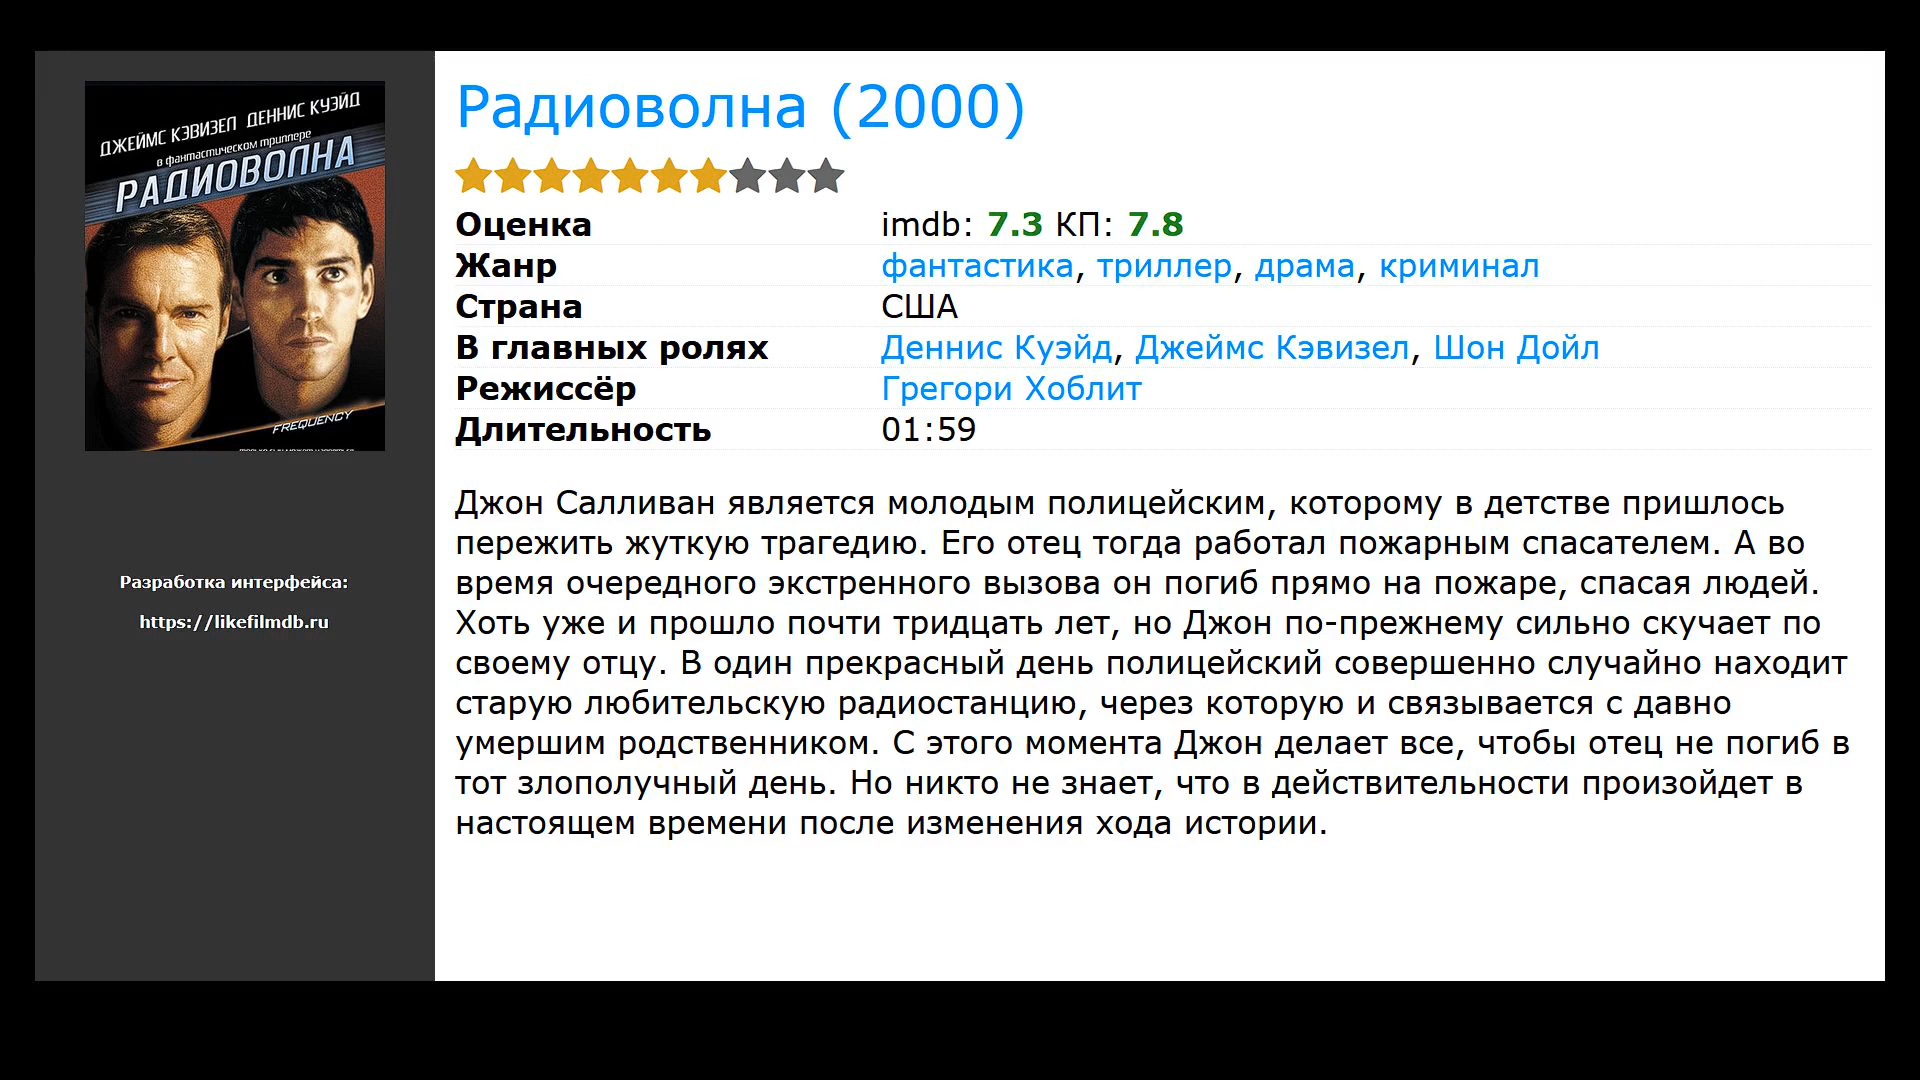 ДЖЕЙМС КЭВИЗЕЛ ДЕННИС КУЭЙД
в фантастическом триллере
РАДИОВОЛНА
FREQUENCY
Разработка интерфейса:
https://likefilmdb.ru
Радиоволна (2000)
Оценка imdb: 7.3 КП: 7.8
Жанр фантастика, триллер, драма, криминал
Страна США
В главных ролях Деннис Куэйд, Джеймс Кэвизел, Шон Дойл
Режиссёр Грегори Хоблит
Длительность 01:59
Джон Салливан является молодым полицейским, которому в детстве пришлось
пережить жуткую трагедию. Его отец тогда работал пожарным спасателем. А во
время очередного экстренного вызова он погиб прямо на пожаре, спасая людей.
Хоть уже и прошло почти тридцать лет, но Джон по-прежнему сильно скучает по
своему отцу. В один прекрасный день полицейский совершенно случайно находит
старую любительскую радиостанцию, через которую и связывается с давно
умершим родственником. С этого момента Джон делает все, чтобы отец не погиб в
тот злополучный день. Но никто не знает, что в действительности произойдет в
настоящем времени после изменения хода истории.